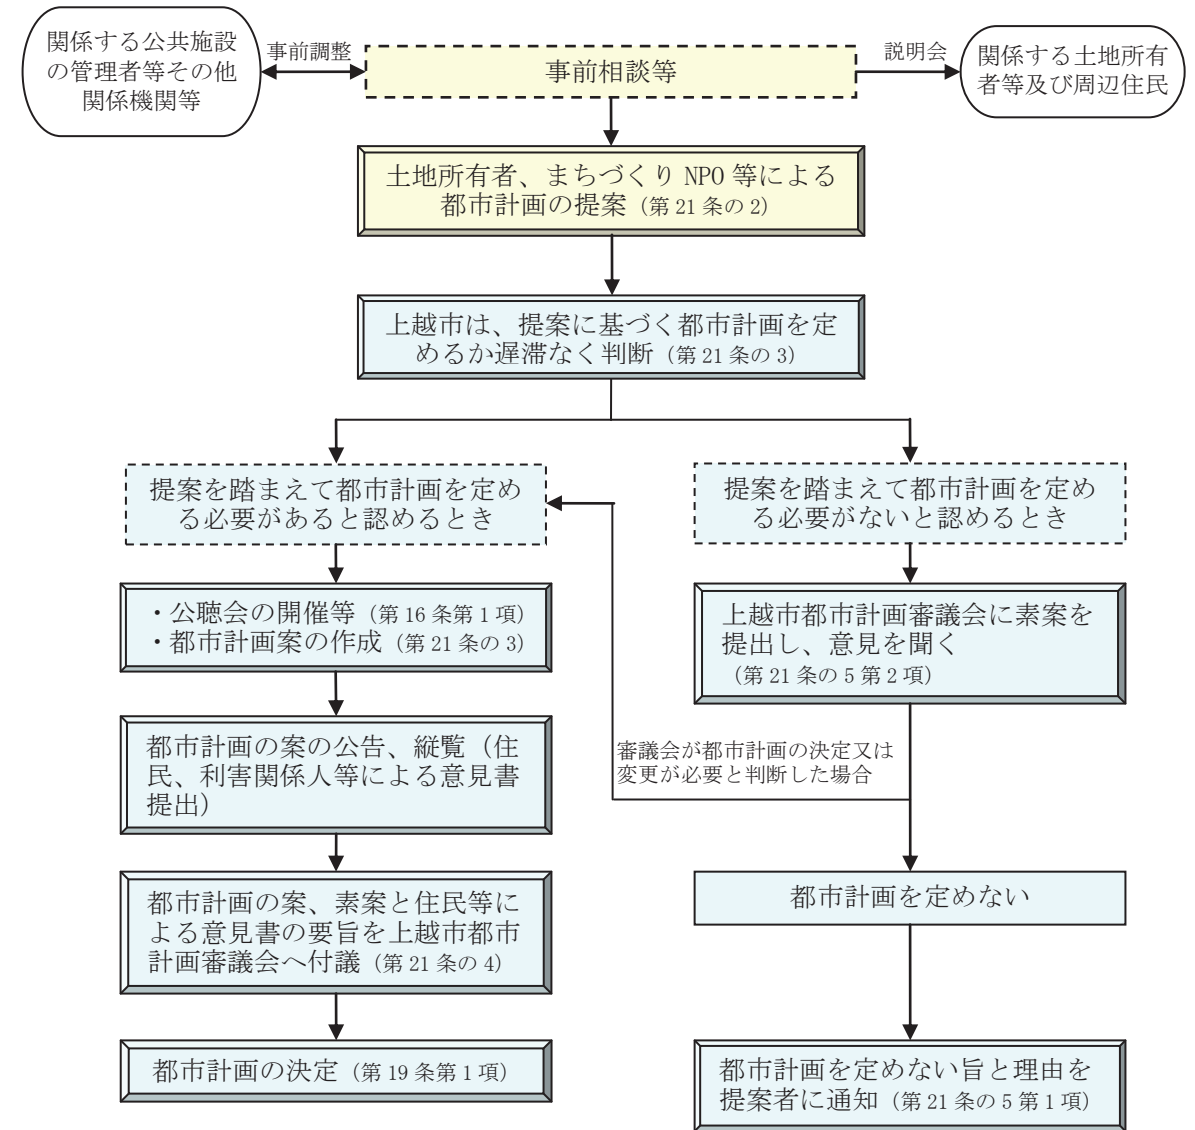 関係する公共施設
の管理者等その他
関係機関等
事前調整
事前相談等
説明会
関係する土地所有
者等及び周辺住民
土地所有者、まちづくり NPO 等による
都市計画の提案（第 21 条の 2）
上越市は、提案に基づく都市計画を定
めるか遅滞なく判断（第 21 条の 3）
提案を踏まえて都市計画を定め
る必要があると認めるとき
提案を踏まえて都市計画を定め
る必要がないと認めるとき
・公聴会の開催等（第 16 条第 1 項）
・都市計画案の作成（第 21 条の 3）
上越市都市計画審議会に素案を
提出し、意見を聞く
（第 21 条の 5 第 2 項）
都市計画の案の公告、縦覧（住
民、利害関係人等による意見書
提出）
審議会が都市計画の決定又は
変更が必要と判断した場合
都市計画の案、素案と住民等に
よる意見書の要旨を上越市都市
計画審議会へ付議（第 21 条の 4）
都市計画を定めない
都市計画の決定（第 19 条第 1 項）
都市計画を定めない旨と理由を
提案者に通知（第 21 条の 5 第 1 項）